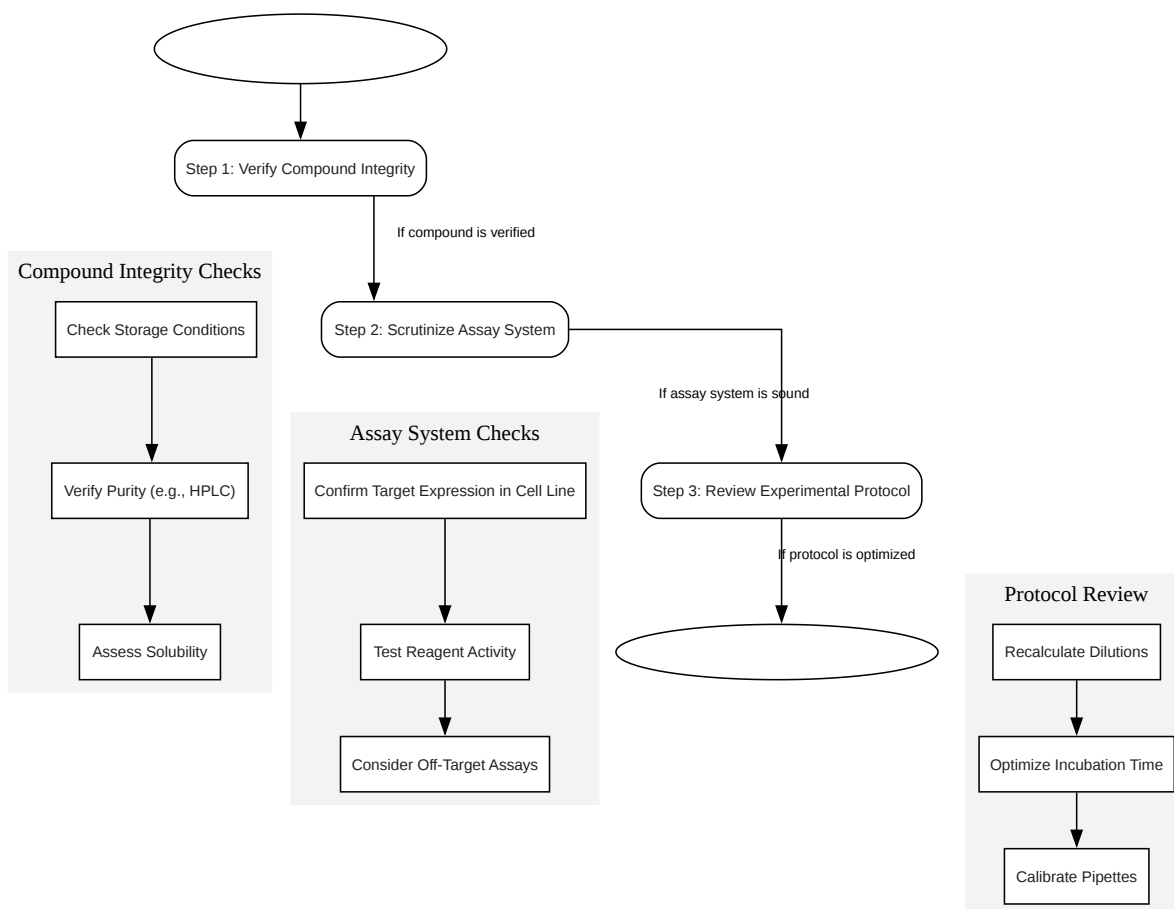 Step 1: Verify Compound Integrity
If compound is verified
Compound Integrity Checks
Check Storage Conditions
Step 2: Scrutinize Assay System
If assay system is sound
Assay System Checks
Verify Purity (e.g., HPLC)
Confirm Target Expression in Cell Line
Step 3: Review Experimental Protocol
If protocol is optimized
Protocol Review
Assess Solubility
Test Reagent Activity
Recalculate Dilutions
Consider Off-Target Assays
Optimize Incubation Time
Calibrate Pipettes